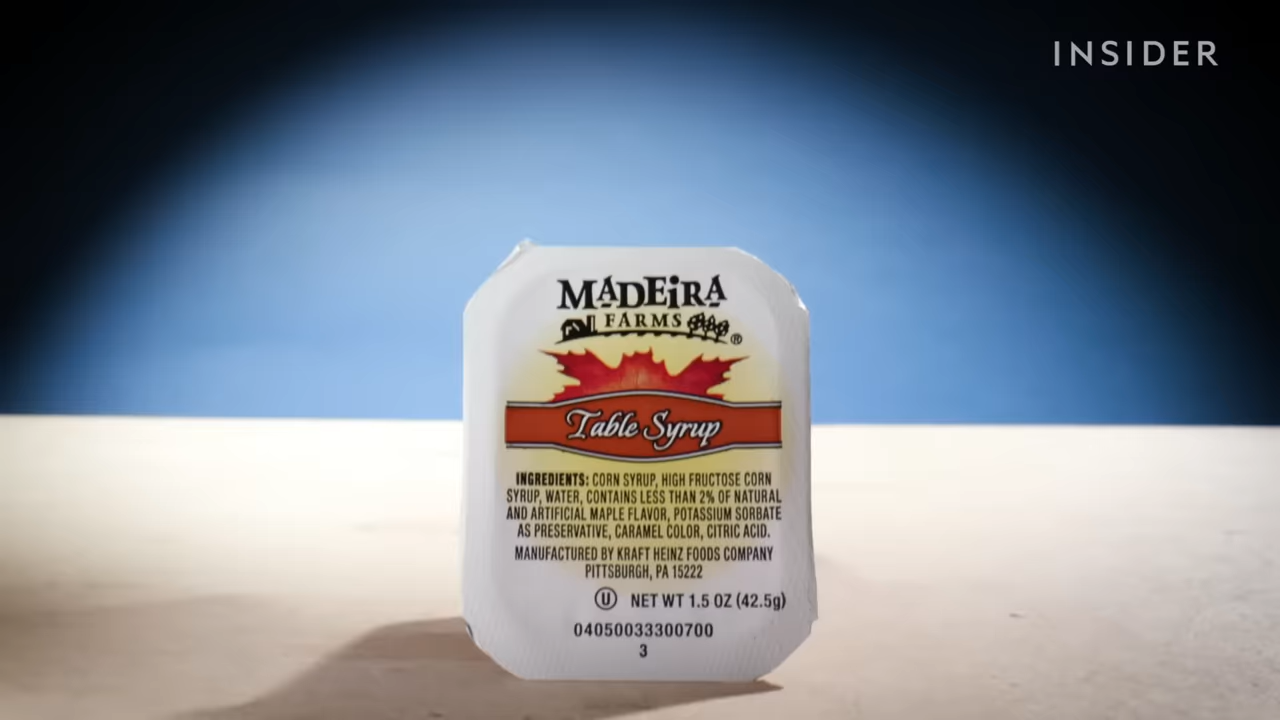 INSIDER
MADEiRA
FARMS ®
Table Syrup
INGREDIENTS: CORN SYRUP, HIGH FRUCTOSE CORN
SYRUP, WATER, CONTAINS LESS THAN 2% OF NATURAL
AND ARTIFICIAL MAPLE FLAVOR, POTASSIUM SORBATE
AS PRESERVATIVE, CARAMEL COLOR, CITRIC ACID.
MANUFACTURED BY KRAFT HEINZ FOODS COMPANY
PITTSBURGH, PA 15222
U NET WT 1.5 OZ (42.5g)
04050033300700
3